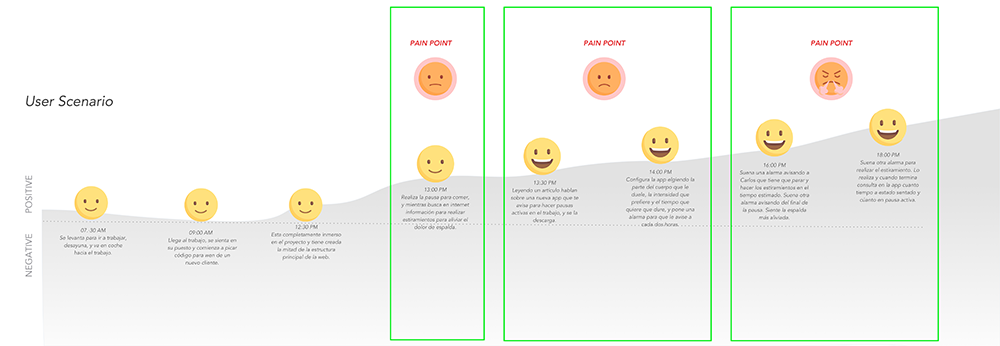 User Scenario
POSITIVE
NEGATIVE
07:.30 AM
Se levanta para ir a trabajar,
desayuna, y va en coche
hacia el trabajo.
09:00 AM
Llega al trabajo, se sienta en
su puesto y comienza a picar
código para wen de un
nuevo cliente.
12:30 PM
Esta completamente inmerso
en el proyecto y tiene creada
la mitad de la estructura
principal de la web.
PAIN POINT
13:00 PM
Realiza la pausa para comer,
y mientras busca en internet
información para realizar
estiramientos para aliviar el
dolor de espalda.
PAIN POINT
13:30 PM
Leyendo un artículo hablan
sobre una nueva app que te
avisa para hacer pausas
activas en el trabajo, y se la
descarga.
14:00 PM
Configura la app elgiendo la
parte del cuerpo que le
duele, la interasidad que
prefiere y el tiempo que
quiere que dure, y pone una
alarma para que le avise a
cada dos horas.
PAIN POINT
16:00 PM
Suena una alarma avisando a
Carlos que tiene que parar y
hacer los estiramientos en el
tiempo estimado. Suena otra
alarma avisando del final de
la pausa. Siente la espalda
más aliviada.
18:00 PM
Suena otra alarma para
realizar el estiramiento. Lo
realiza y cuando termina
consulta en la app cuanto
tiempo a estado sentado y
cuanto en pausa activa.